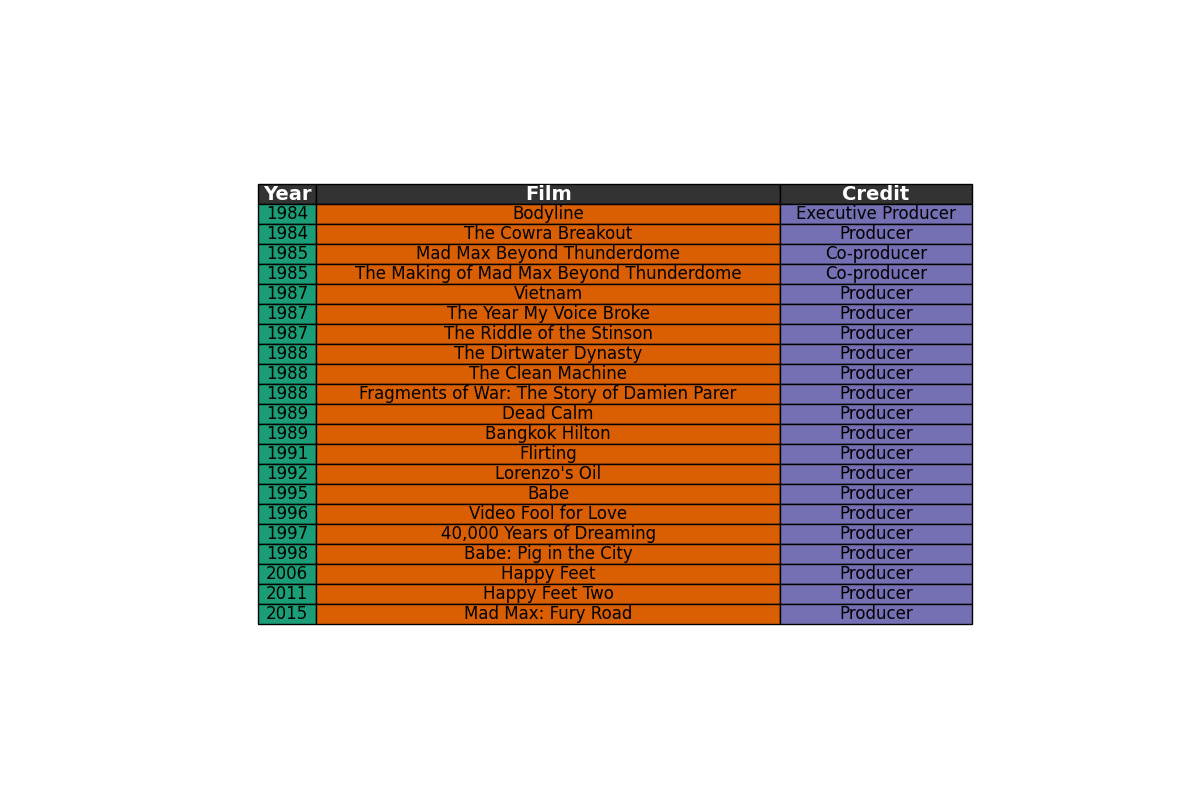 Year Film Credit
1984 Bodyline Executive Producer
1984 The Cowra Breakout Producer
1985 Mad Max Beyond Thunderdome Co-producer
1985 The Making of Mad Max Beyond Thunderdome Co-producer
1987 Vietnam Producer
1987 The Year My Voice Broke Producer
1987 The Riddle of the Stinson Producer
1988 The Dirtwater Dynasty Producer
1988 The Clean Machine Producer
1988 Fragments of War: The Story of Damien Parer Producer
1989 Dead Calm Producer
1989 Bangkok Hilton Producer
1991 Flirting Producer
1992 Lorenzo's Oil Producer
1995 Babe Producer
1996 Video Fool for Love Producer
1997 40,000 Years of Dreaming Producer
1998 Babe: Pig in the City Producer
2006 Happy Feet Producer
2011 Happy Feet Two Producer
2015 Mad Max: Fury Road Producer